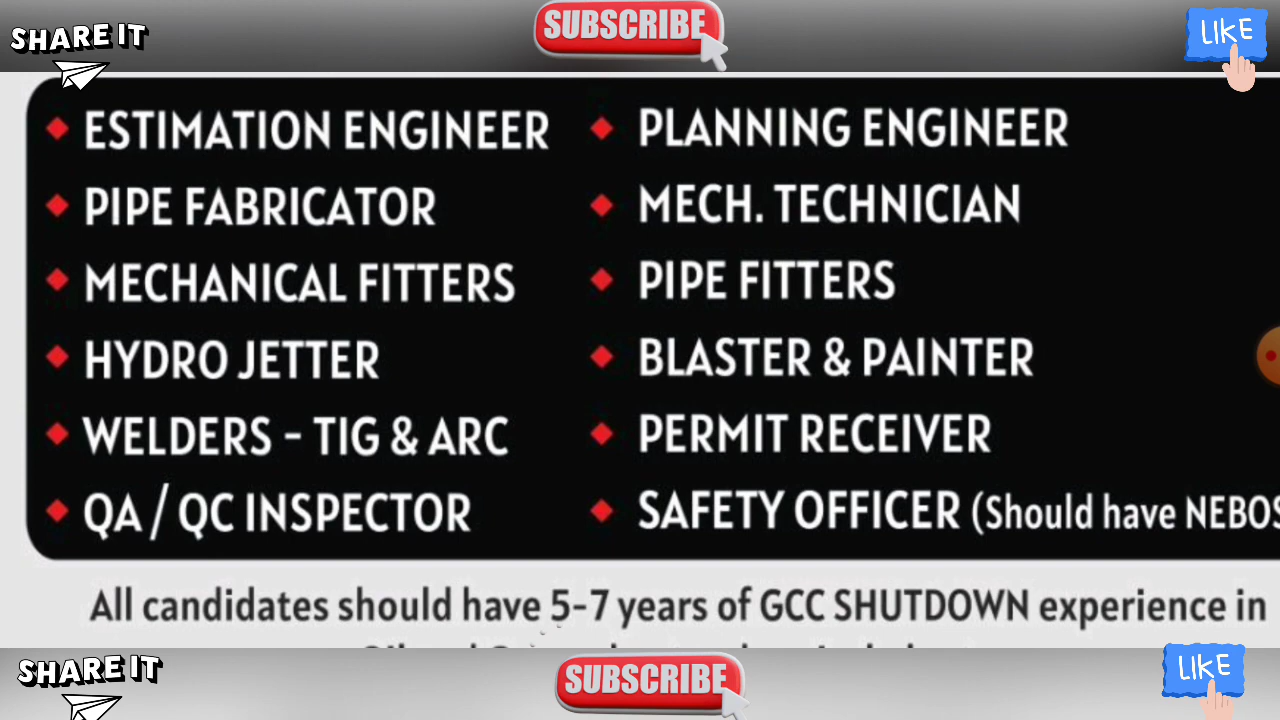 SHARE IT
SUBSCRIBE
LIKE
ESTIMATION ENGINEER
PLANNING ENGINEER
PIPE FABRICATOR
MECH. TECHNICIAN
MECHANICAL FITTERS
PIPE FITTERS
HYDRO JETTER
BLASTER & PAINTER
WELDERS - TIG & ARC
PERMIT RECEIVER
QA / QC INSPECTOR
SAFETY OFFICER (Should have NEBOS
All candidates should have 5-7 years of GCC SHUTDOWN experience in
SHARE IT
SUBSCRIBE
LIKE